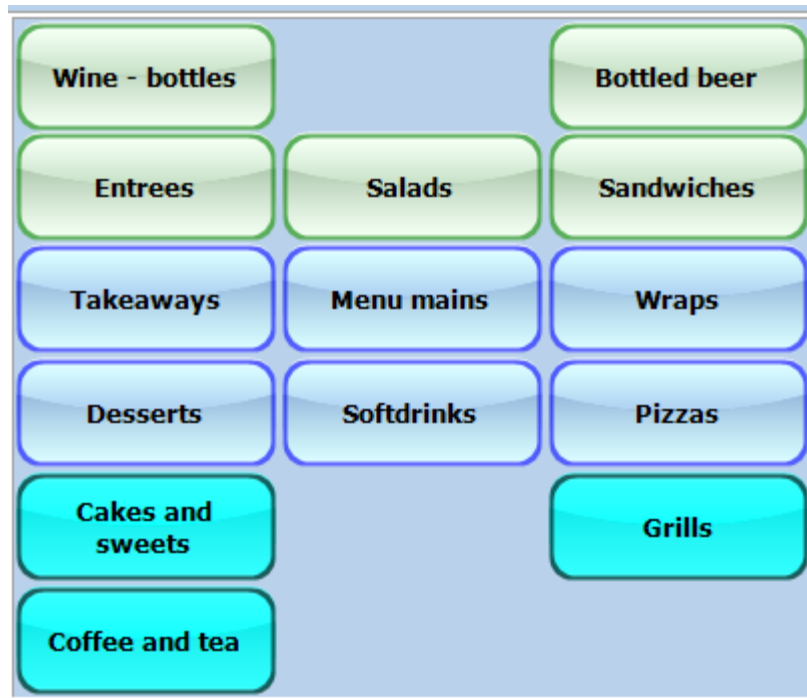 Wine - bottles
Bottled beer
Entrees
Salads
Sandwiches
Takeaways
Menu mains
Wraps
Desserts
Softdrinks
Pizzas
Cakes and
sweets
Grills
Coffee and tea